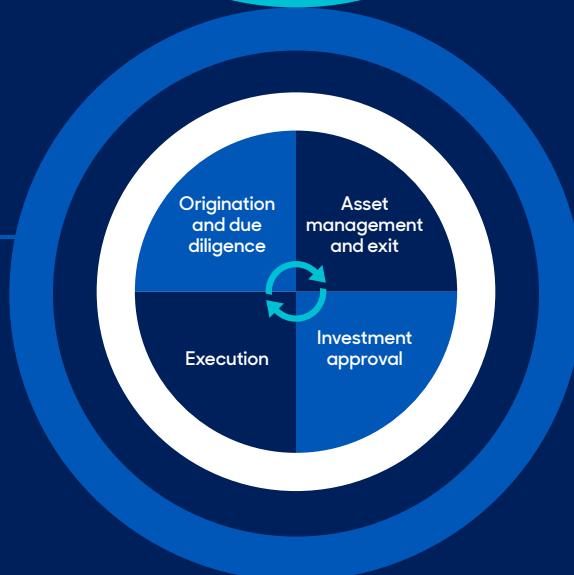 Origination
and due
diligence
Asset
management
and exit
Execution
Investment
approval